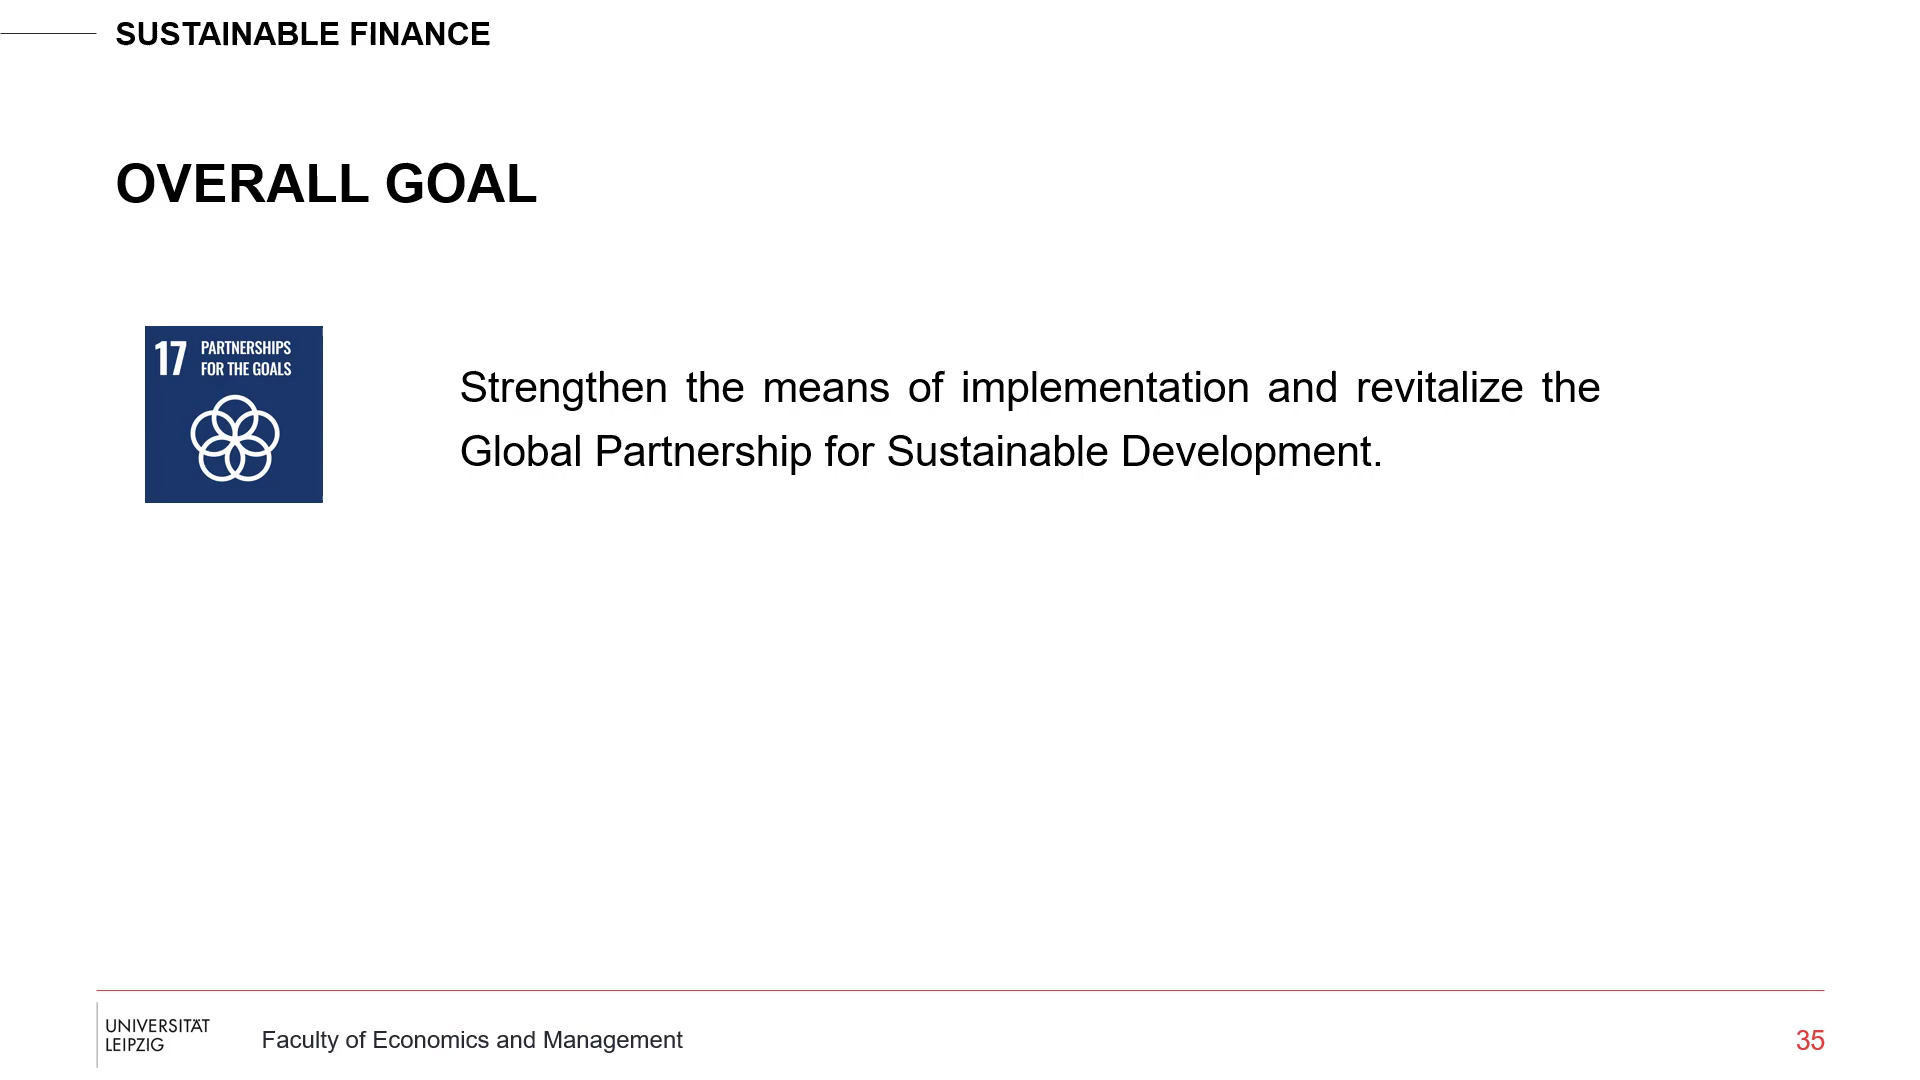 SUSTAINABLE FINANCE
OVERALL GOAL
17 PARTNERSHIPS
FOR THE GOALS
Strengthen the means of implementation and revitalize the
Global Partnership for Sustainable Development.
UNIVERSITÄT
LEIPZIG
Faculty of Economics and Management
35